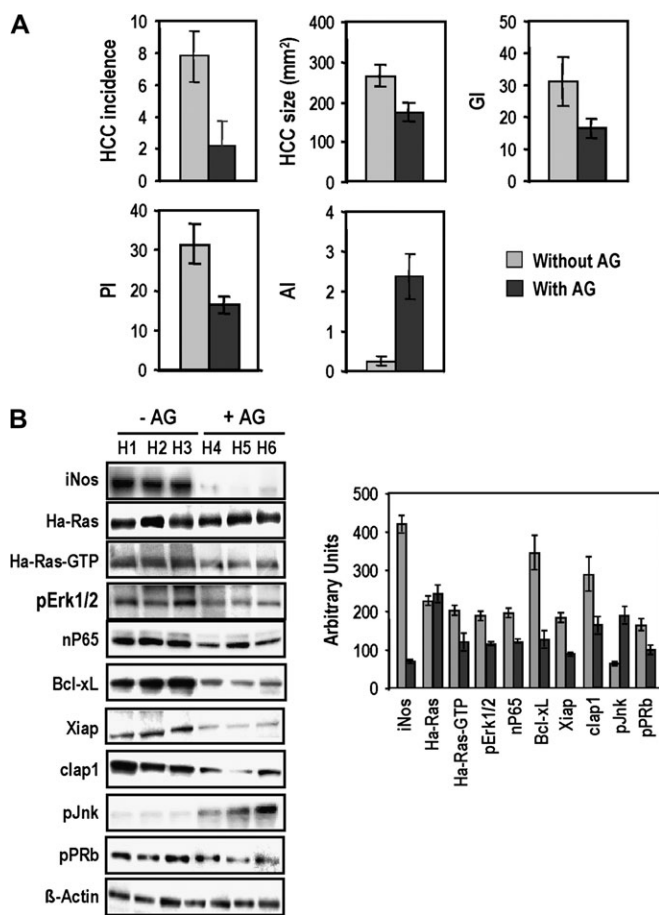 A
HCC incidence
8
6
4
2
0
HCC size (mm²)
400
300
200
100
0
GI
40
30
20
10
0
PI
40
30
20
10
0
AI
4
3
2
1
0
Without AG
With AG
B
- AG + AG
H1 H2 H3 H4 H5 H6
iNos
Ha-Ras
Ha-Ras-GTP
pErk1/2
nP65
Bcl-xL
Xiap
cIap1
pJnk
pPRb
ß-Actin
Arbitrary Units
500
400
300
200
100
0
iNos
Ha-Ras
Ha-Ras-GTP
pErk1/2
nP65
Bcl-xL
Xiap
cIap1
pJnk
pPRb